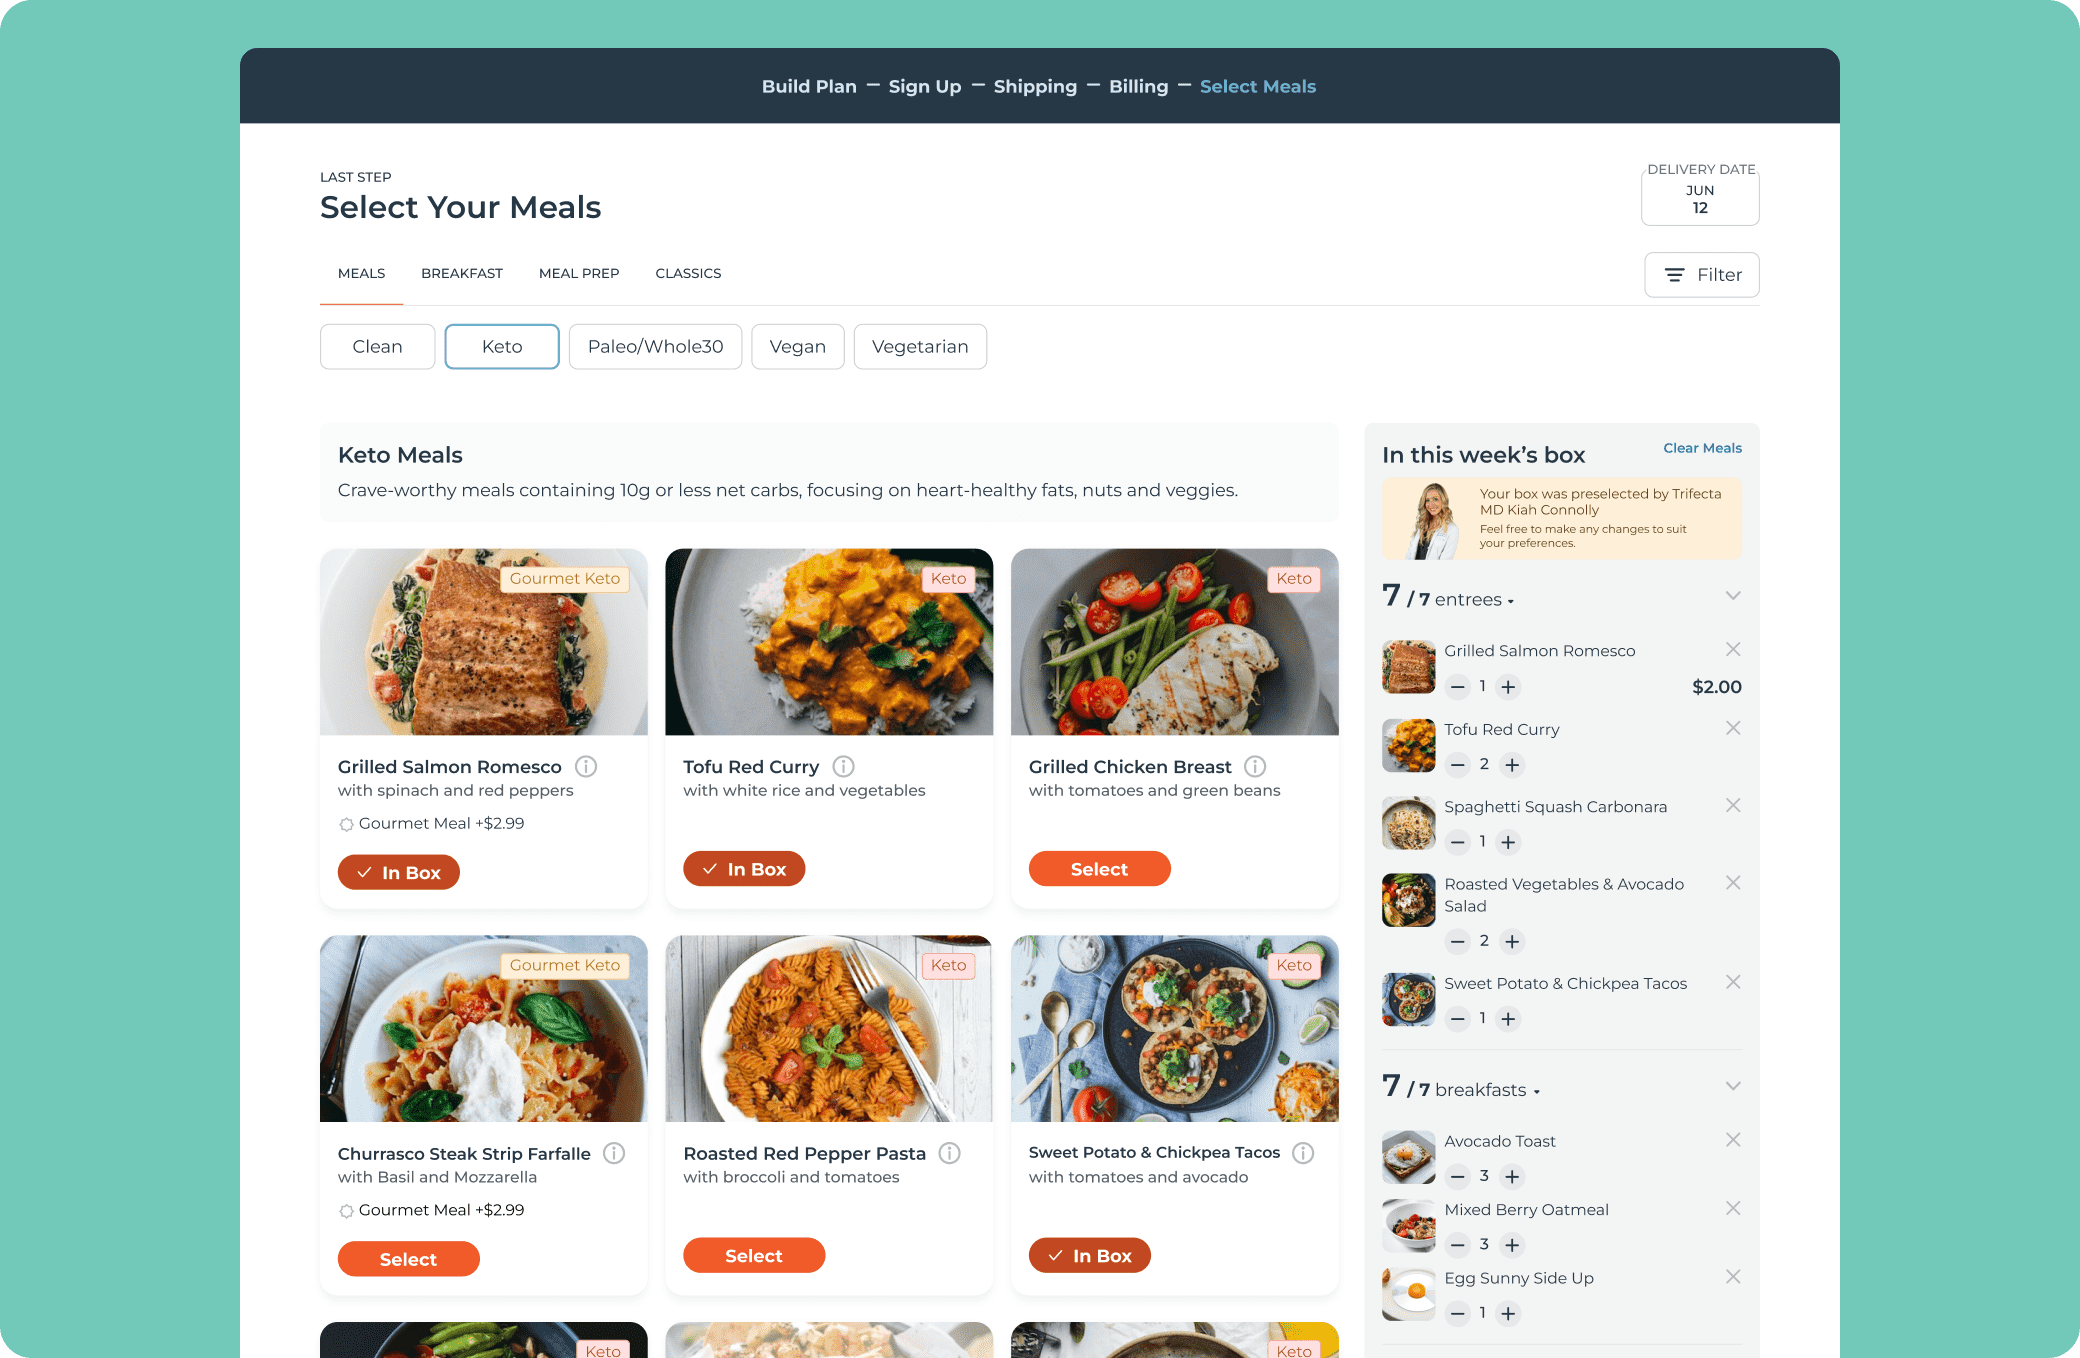 Build Plan — Sign Up — Shipping — Billing — Select Meals
LAST STEP
Select Your Meals
DELIVERY DATE
JUN
12
MEALS BREAKFAST MEAL PREP CLASSICS
Filter
Clean Keto Paleo/Whole30 Vegan Vegetarian
Keto Meals
Crave-worthy meals containing 10g or less net carbs, focusing on heart-healthy fats, nuts and veggies.
Gourmet Keto
Grilled Salmon Romesco
with spinach and red peppers
Gourmet Meal +$2.99
In Box
Keto
Tofu Red Curry
with white rice and vegetables
In Box
Keto
Grilled Chicken Breast
with tomatoes and green beans
Select
Gourmet Keto
Churrasco Steak Strip Farfalle
with Basil and Mozzarella
Gourmet Meal +$2.99
Select
Keto
Roasted Red Pepper Pasta
with broccoli and tomatoes
Select
Keto
Sweet Potato & Chickpea Tacos
with tomatoes and avocado
In Box
Keto
Keto
In this week’s box
Clear Meals
Your box was preselected by Trifecta
MD Kiah Connolly
Feel free to make any changes to suit
your preferences.
7 / 7 entrees
Grilled Salmon Romesco
1
$2.00
Tofu Red Curry
2
Spaghetti Squash Carbonara
1
Roasted Vegetables & Avocado
Salad
2
Sweet Potato & Chickpea Tacos
1
7 / 7 breakfasts
Avocado Toast
3
Mixed Berry Oatmeal
3
Egg Sunny Side Up
1